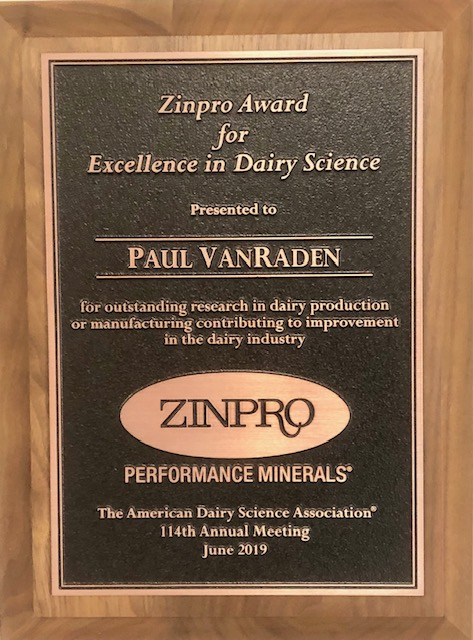 Zinpro Award
for
Excellence in Dairy Science
Presented to
PAUL VANRADEN
for outstanding research in dairy production
or manufacturing contributing to improvement
in the dairy industry
ZINPRO
PERFORMANCE MINERALS®
The American Dairy Science Association®
114th Annual Meeting
June 2019